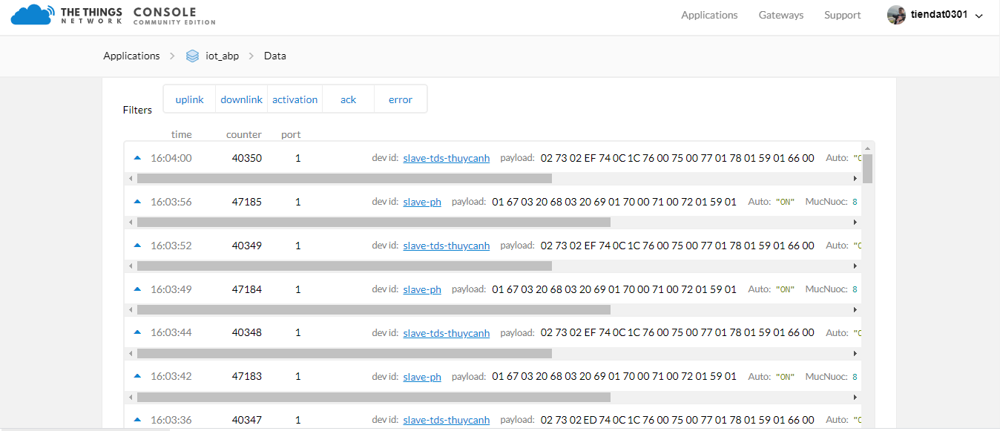 THE THINGS NETWORK CONSOLE COMMUNITY EDITION Applications Gateways Support tiendat0301
Applications iot_abp Data
Filters uplink downlink activation ack error
time counter port
16:04:00 40350 1 dev id: slave-tds-thuycanh payload: 02 73 02 EF 74 0C 1C 76 00 75 00 77 01 78 01 59 01 66 00 Auto:
16:03:56 47185 1 dev id: slave-ph payload: 01 67 03 20 68 03 20 69 01 70 00 71 00 72 01 59 01 Auto: "ON" MucNuoc: 8
16:03:52 40349 1 dev id: slave-tds-thuycanh payload: 02 73 02 EF 74 0C 1C 76 00 75 00 77 01 78 01 59 01 66 00 Auto:
16:03:49 47184 1 dev id: slave-ph payload: 01 67 03 20 68 03 20 69 01 70 00 71 00 72 01 59 01 Auto: "ON" MucNuoc: 8
16:03:44 40348 1 dev id: slave-tds-thuycanh payload: 02 73 02 EF 74 0C 1C 76 00 75 00 77 01 78 01 59 01 66 00 Auto:
16:03:42 47183 1 dev id: slave-ph payload: 01 67 03 20 68 03 20 69 01 70 00 71 00 72 01 59 01 Auto: "ON" MucNuoc: 8
16:03:36 40347 1 dev id: slave-tds-thuycanh payload: 02 73 02 ED 74 0C 1C 76 00 75 00 77 01 78 01 59 01 66 00 Auto: